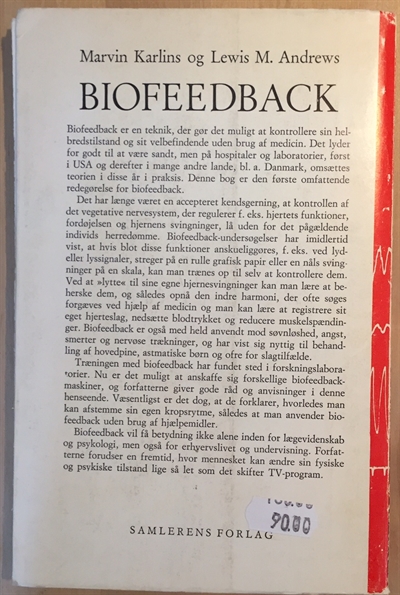 Marvin Karlins og Lewis M. Andrews
BIOFEEDBACK
Biofeedback er en teknik, der gør det muligt at kontrollere sin hel-
bredstilstand og sit velbefindende uden brug af medicin. Det lyder
for godt til at være sandt, men på hospitaler og laboratorier, først
i USA og derefter i mange andre lande, bl. a. Danmark, omsættes
teorien i disse år i praksis. Denne bog er den første omfattende
redegørelse for biofeedback.
Det har længe været en accepteret kendsgerning, at kontrollen af
det vegetative nervesystem, der regulerer f. eks. hjertets funktioner,
fordøjelsen og hjernens svingninger, lå uden for det pågældende
individs herredømme. Biofeedback-undersøgelser har imidlertid
vist, at hvis blot disse funktioner anskueliggøres, f. eks. ved lyd-
eller lyssignaler, streger på en rulle grafisk papir eller en nåls sving-
ninger på en skala, kan man trænes op til selv at kontrollere dem.
Ved at »lytte« til sine egne hjernesvingninger kan man lære at be-
herske dem, og således opnå den indre harmoni, der ofte søges
forgæves ved hjælp af medicin og man kan lære at registrere sit
eget hjerteslag, nedsætte blodtrykket og reducere muskelspændin-
ger. Biofeedback er også med held anvendt mod søvnløshed, angst,
smerter og nervøse trækninger, og har vist sig nyttig til behand-
ling af hovedpine, astmatiske børn og ofre for slagtilfælde.
Træningen med biofeedback har fundet sted i forskningslabora-
torier. Nu er det muligt at anskaffe sig forskellige biofeedback-
maskiner, og forfatterne giver gode råd og anvisninger i denne
henseende. Væsentligst er det dog, at de forklarer, hvorledes man
kan afstemme sin egen kropsrytme, således at man anvender bio-
feedback uden brug af hjælpemidler.
Biofeedback vil få betydning ikke alene inden for lægevidenskab
og psykologi, men også for erhvervslivet og undervisning. Forfat-
terne forudser en fremtid, hvor mennesket kan ændre sin fysiske
og psykiske tilstand lige så let som det skifter TV-program.
90.00
SAMLERENS FORLAG